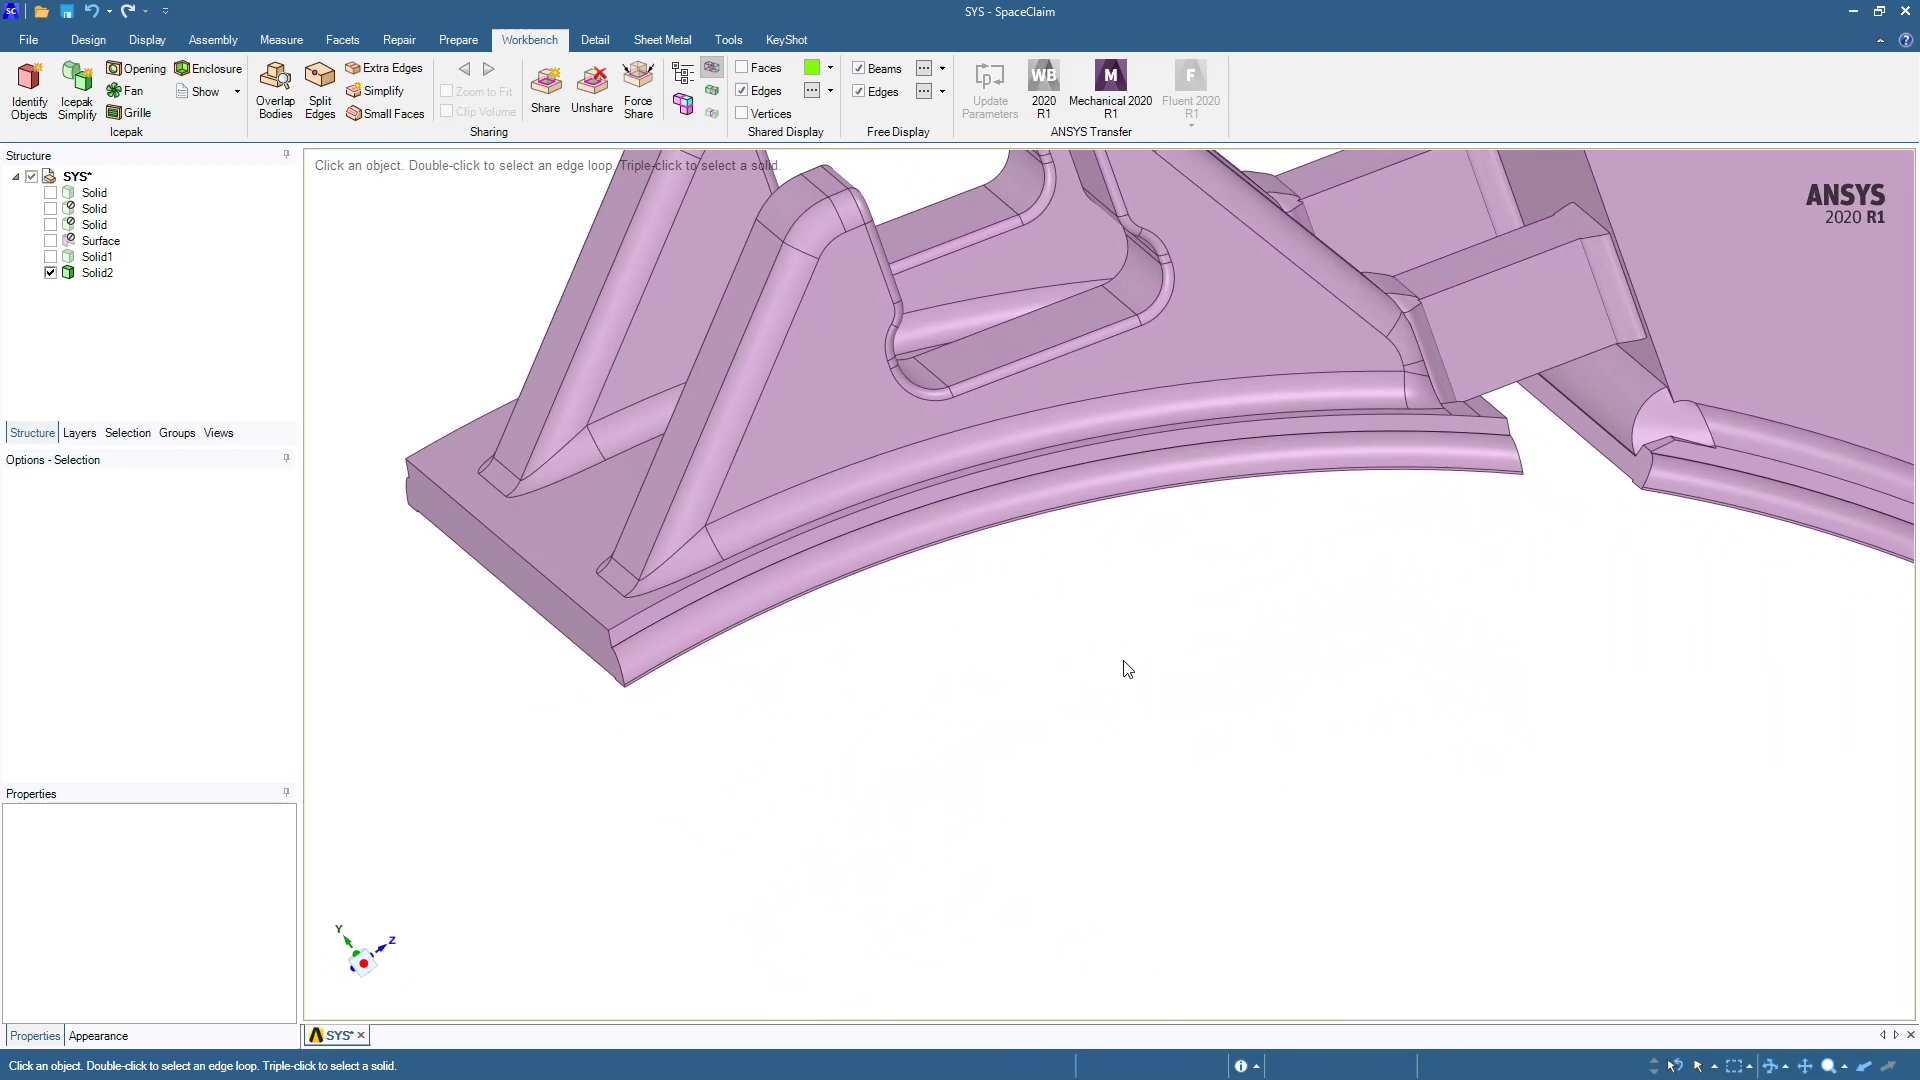 SC
SYS - SpaceClaim
File Design Display Assembly Measure Facets Repair Prepare Workbench Detail Sheet Metal Tools KeyShot
Identify Objects
Icepak Simplify
Opening
Fan
Grille
Enclosure
Show
Icepak
Overlap Bodies
Split Edges
Extra Edges
Simplify
Small Faces
Zoom to Fit
Clip Volume
Share
Unshare
Force Share
Sharing
Faces
Edges
Vertices
Shared Display
Beams
Edges
Free Display
Update Parameters
WB
2020 R1
M
Mechanical 2020 R1
F
Fluent 2020 R1
ANSYS Transfer
Structure
SYS*
Solid
Solid
Solid
Surface
Solid1
Solid2
Structure Layers Selection Groups Views
Options - Selection
Properties
Properties Appearance
Click an object. Double-click to select an edge loop. Triple-click to select a solid.
ANSYS
2020 R1
Y
Z
SYS*
Click an object. Double-click to select an edge loop. Triple-click to select a solid.